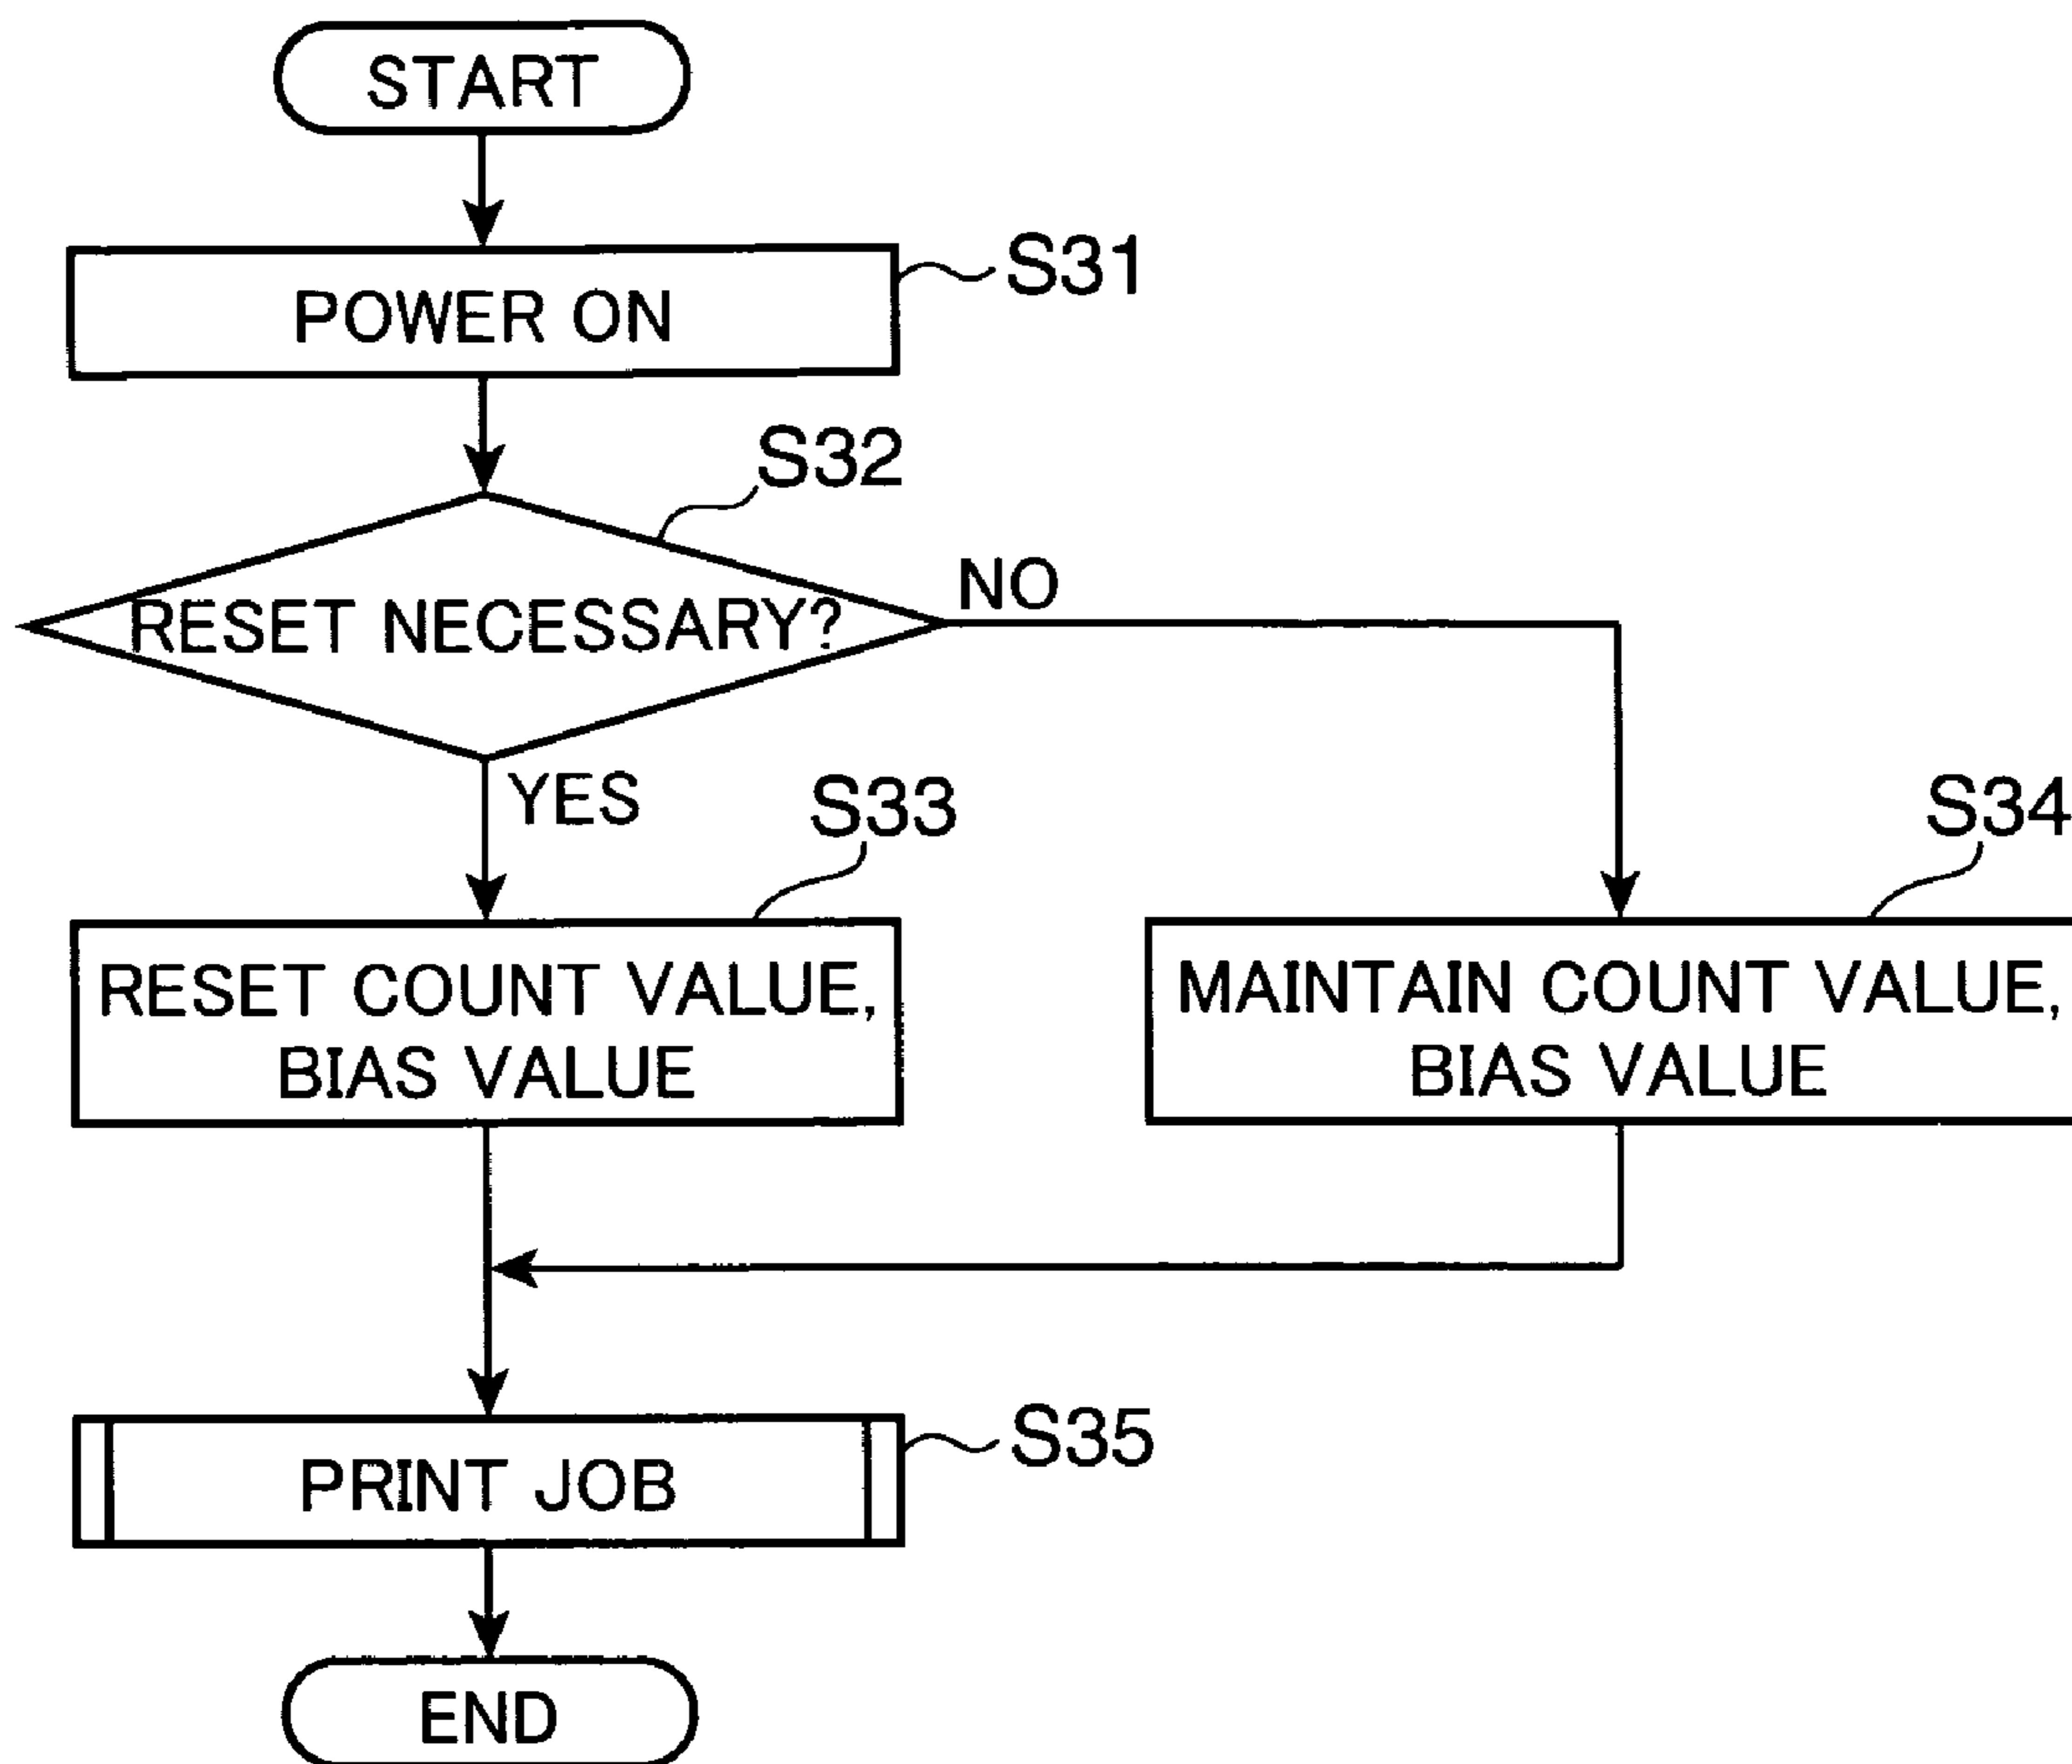 START
POWER ON
S31
S32
RESET NECESSARY?
NO
YES
S33
S34
RESET COUNT VALUE,
BIAS VALUE
MAINTAIN COUNT VALUE,
BIAS VALUE
PRINT JOB
S35
END